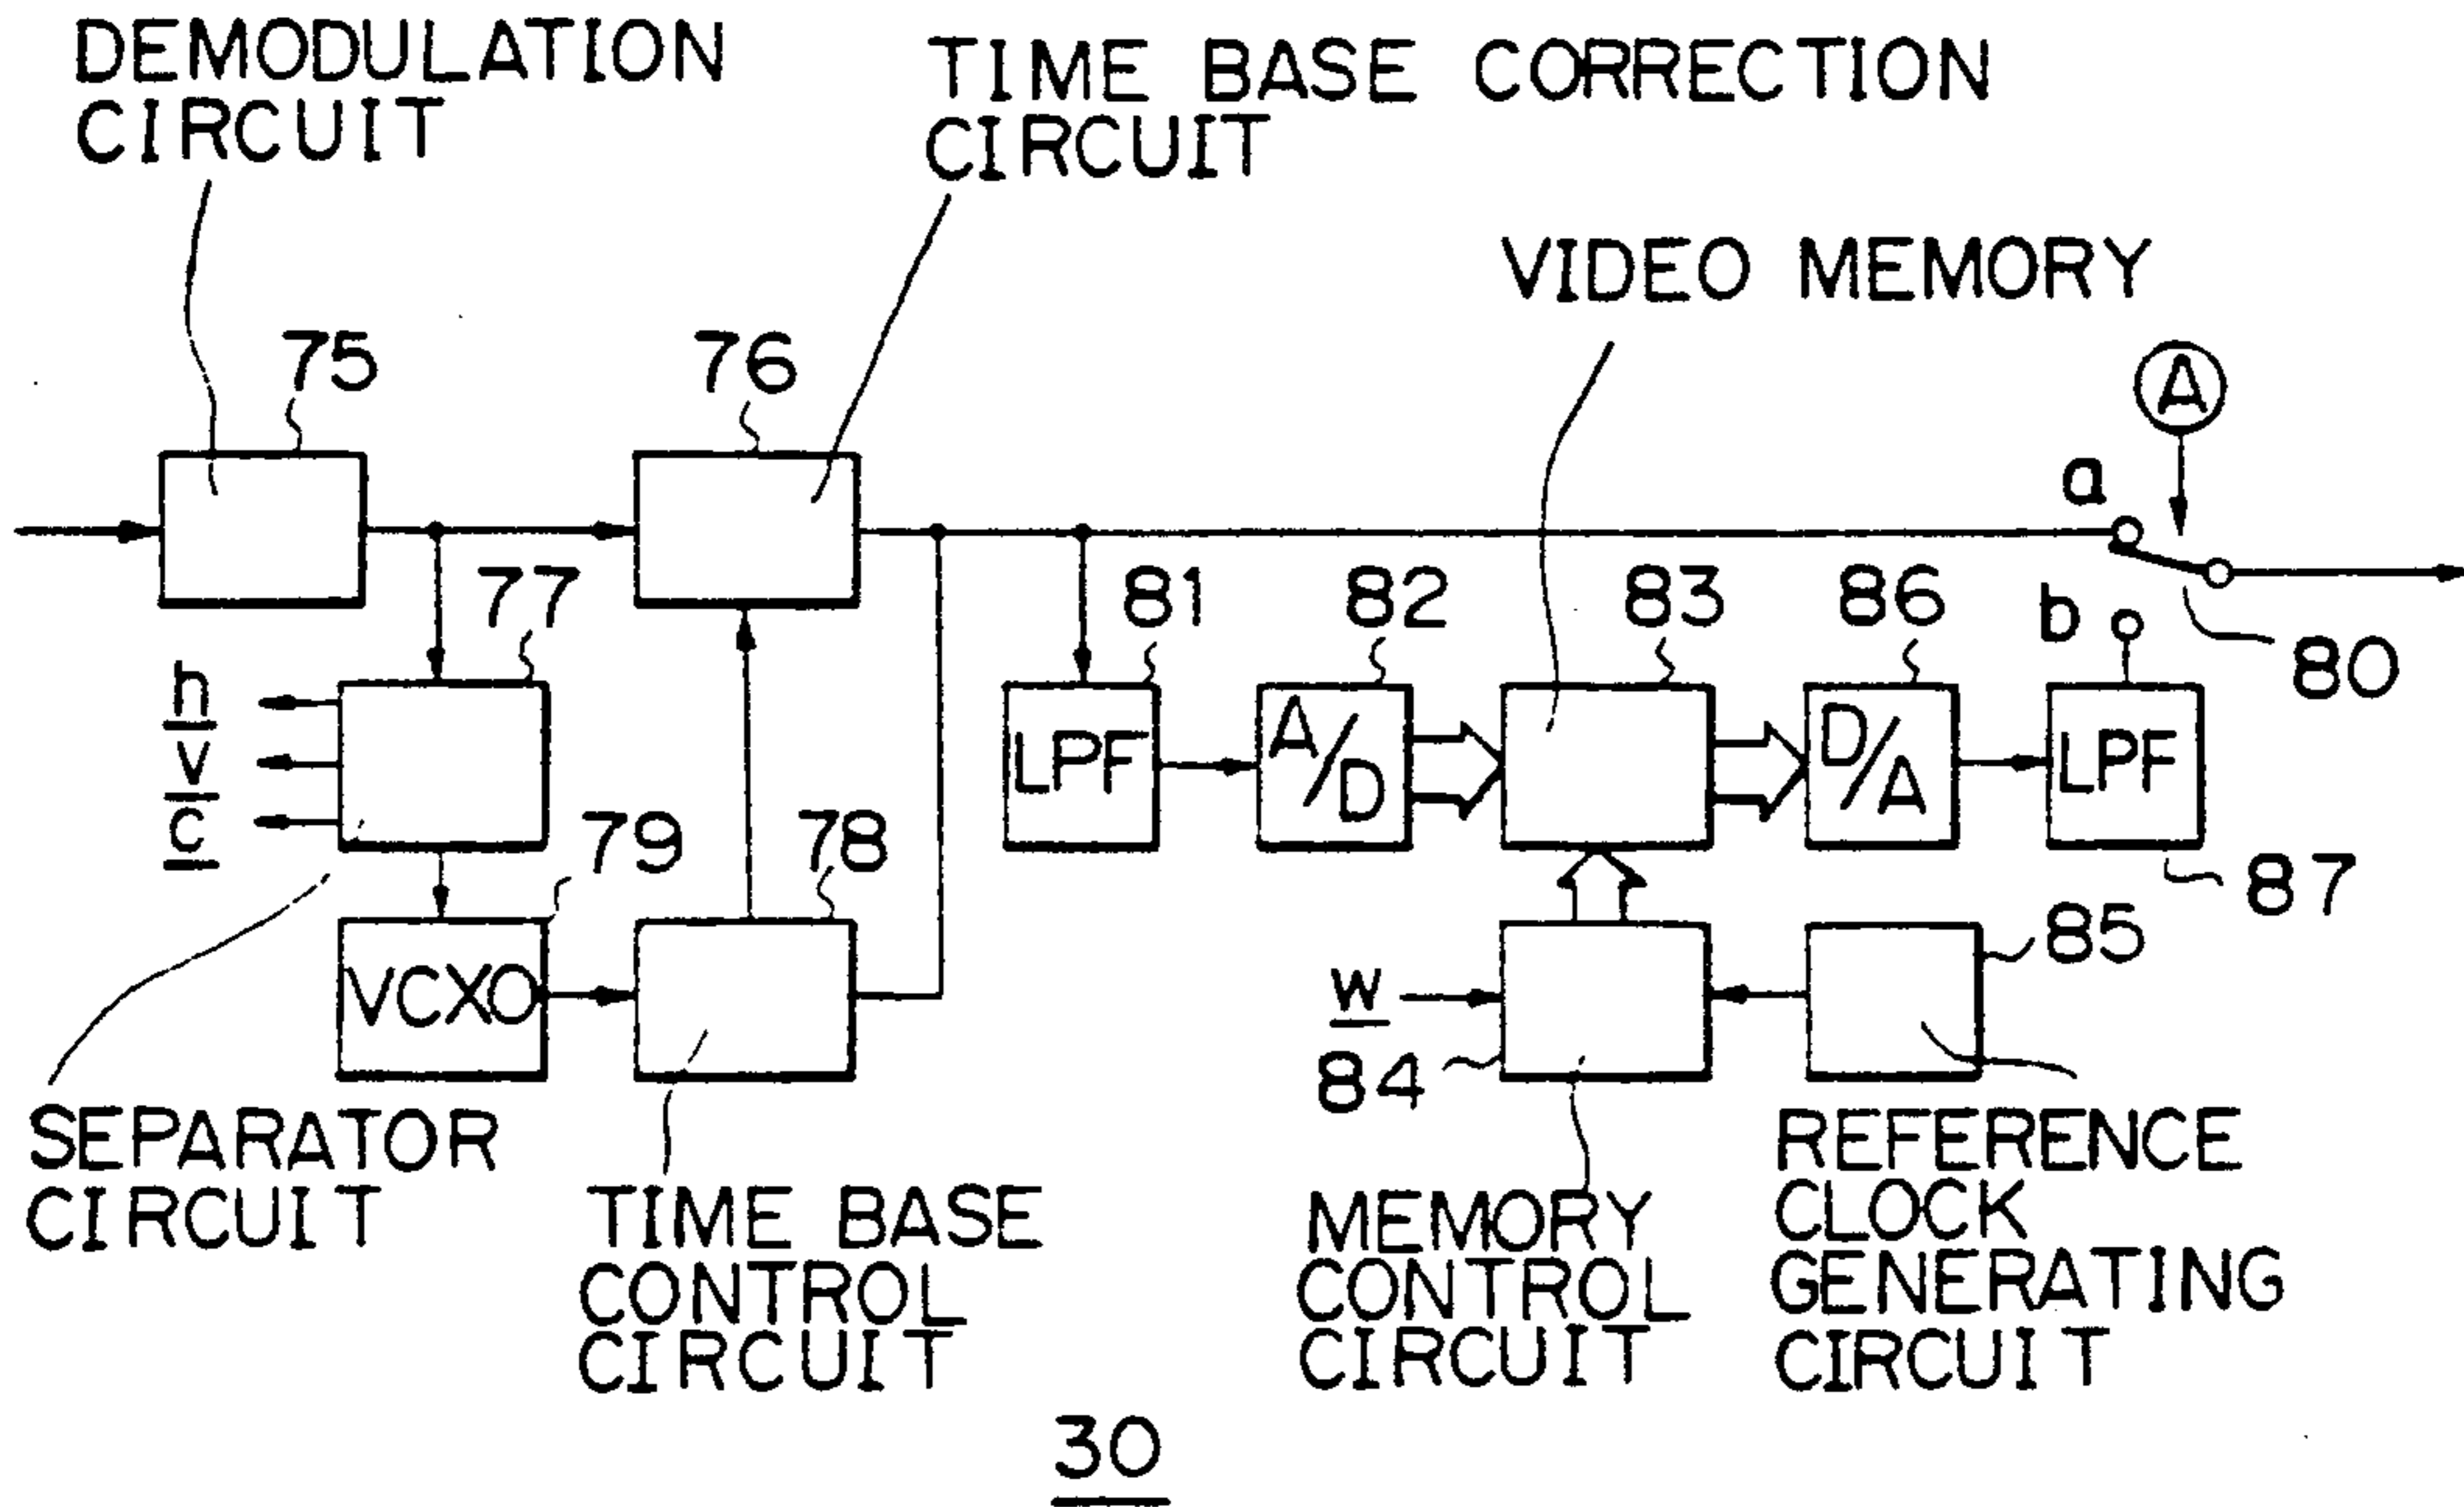 DEMODULATION
CIRCUIT
TIME BASE CORRECTION
CIRCUIT
VIDEO MEMORY
75
76
A
a
77
81
82
83
86
b
80
h
v
c
LPF
A/D
D/A
LPF
79
78
87
85
VCXO
w
84
SEPARATOR
CIRCUIT
TIME BASE
CONTROL
CIRCUIT
MEMORY
CONTROL
CIRCUIT
REFERENCE
CLOCK
GENERATING
CIRCUIT
30